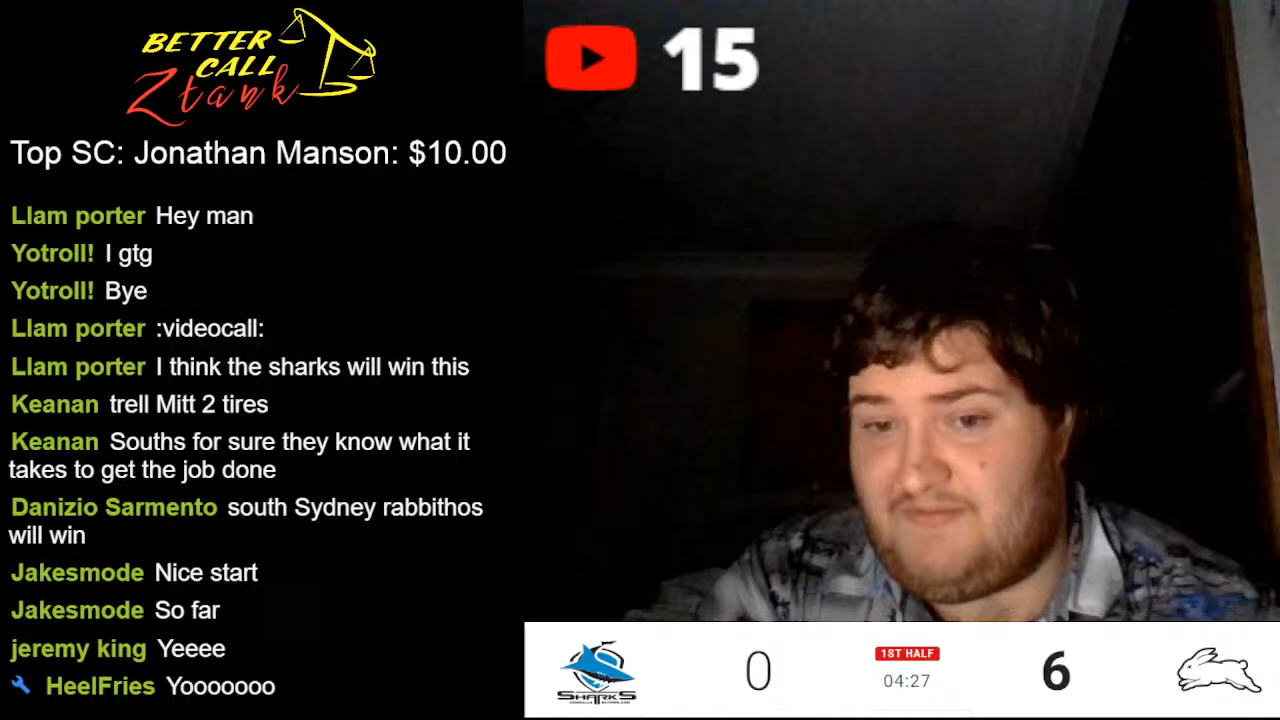 BETTER
CALL
Ztank
15
Top SC: Jonathan Manson: $10.00
Llam porter Hey man
Yotroll! I gtg
Yotroll! Bye
Llam porter :videocall:
Llam porter I think the sharks will win this
Keanan trell Mitt 2 tires
Keanan Souths for sure they know what it
takes to get the job done
Danizio Sarmento south Sydney rabbithos
will win
Jakesmode Nice start
Jakesmode So far
jeremy king Yeeee
HeelFries Yooooooo
SHARKS
0
1ST HALF
04:27
6